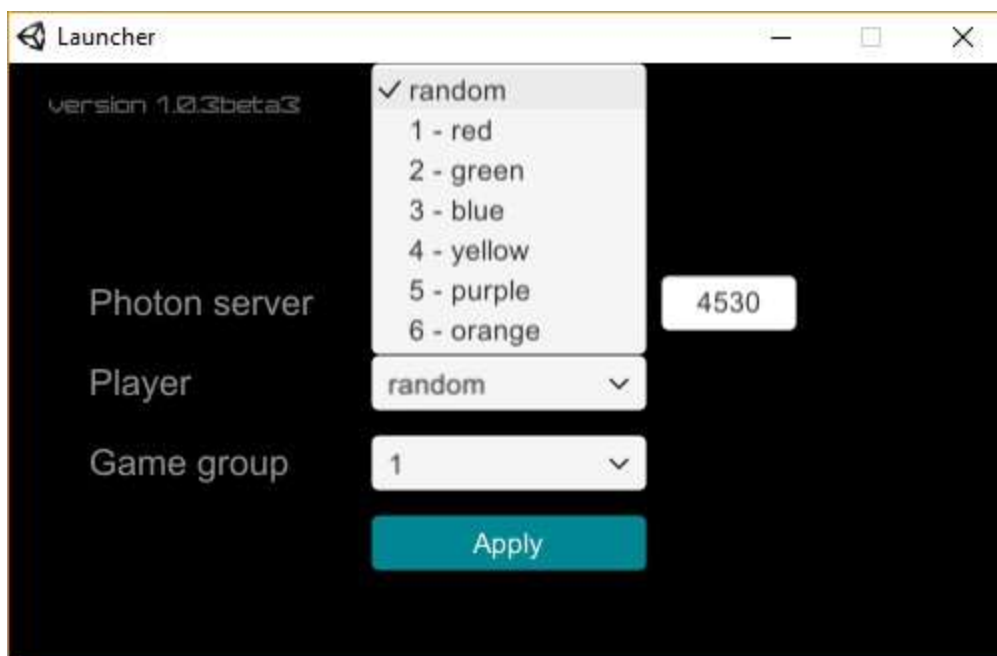 Launcher
version 1.0.3beta3
random
1 - red
2 - green
3 - blue
4 - yellow
5 - purple
6 - orange
Photon server
4530
Player
random
Game group
1
Apply